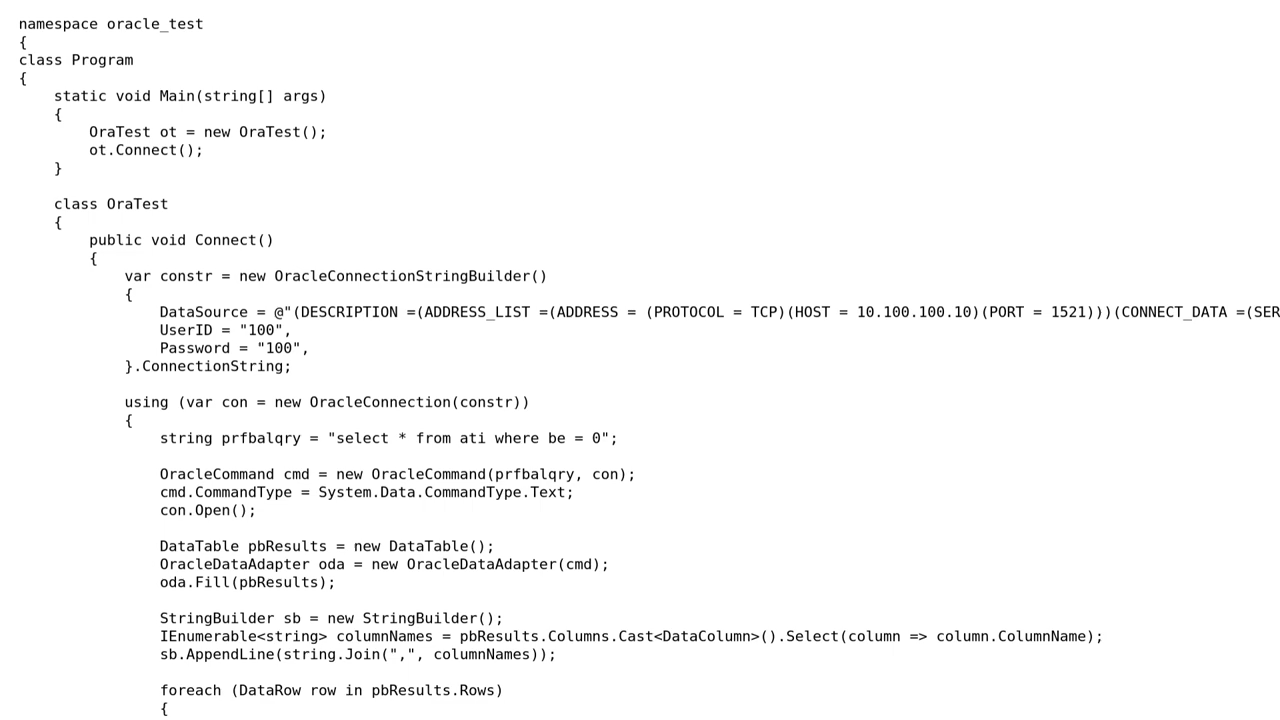 namespace oracle_test
{
class Program
{
    static void Main(string[] args)
    {
        OraTest ot = new OraTest();
        ot.Connect();
    }

    class OraTest
    {
        public void Connect()
        {
            var constr = new OracleConnectionStringBuilder()
            {
                DataSource = @"(DESCRIPTION =(ADDRESS_LIST =(ADDRESS = (PROTOCOL = TCP)(HOST = 10.100.100.10)(PORT = 1521)))(CONNECT_DATA =(SER
                UserID = "100",
                Password = "100",
            }.ConnectionString;

            using (var con = new OracleConnection(constr))
            {
                string prfbalqry = "select * from ati where be = 0";

                OracleCommand cmd = new OracleCommand(prfbalqry, con);
                cmd.CommandType = System.Data.CommandType.Text;
                con.Open();

                DataTable pbResults = new DataTable();
                OracleDataAdapter oda = new OracleDataAdapter(cmd);
                oda.Fill(pbResults);

                StringBuilder sb = new StringBuilder();
                IEnumerable<string> columnNames = pbResults.Columns.Cast<DataColumn>().Select(column => column.ColumnName);
                sb.AppendLine(string.Join(",", columnNames));

                foreach (DataRow row in pbResults.Rows)
                {